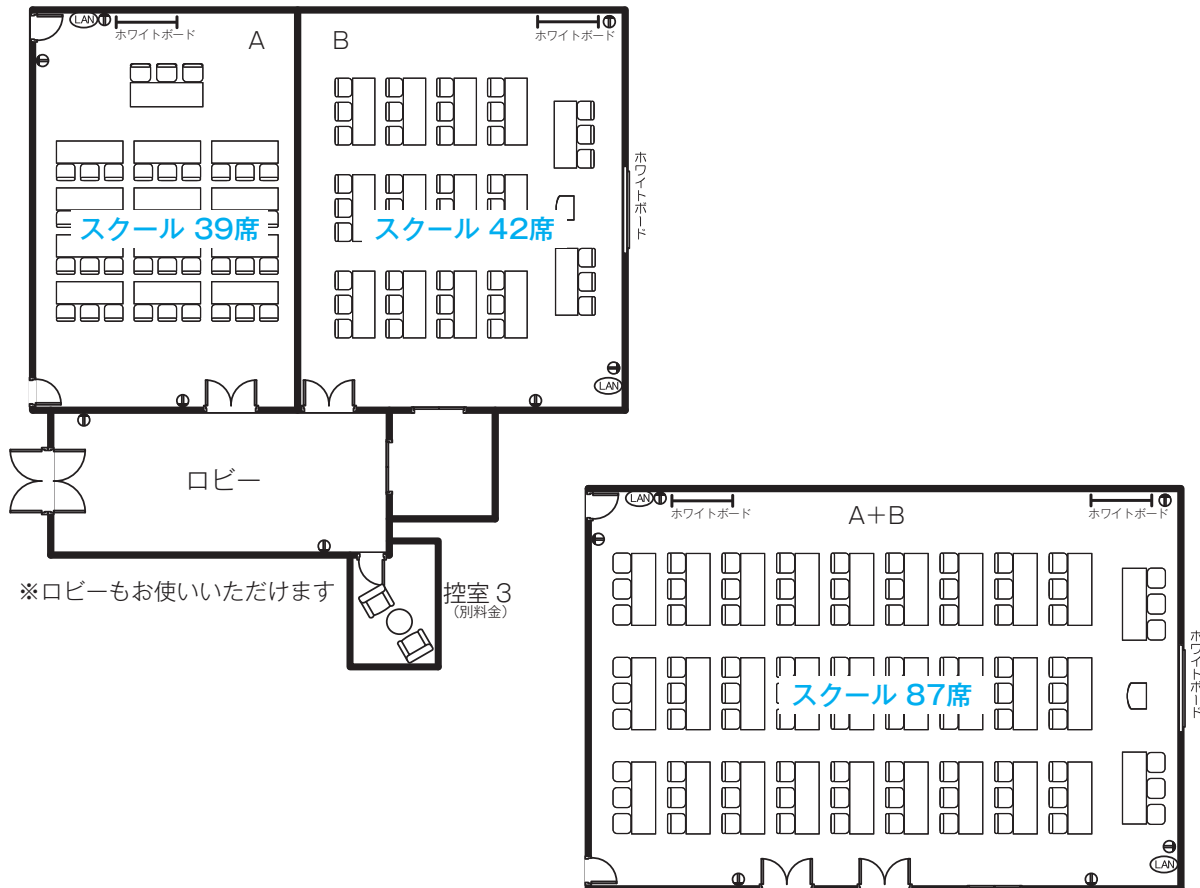 LAN
ホワイトボード
A
B
ホワイトボード
ホワイトボード
スクール 39席
スクール 42席
LAN
ロビー
※ロビーもお使いいただけます
控室3
(別料金)
LAN
ホワイトボード
A+B
ホワイトボード
ホワイトボード
スクール 87席
LAN